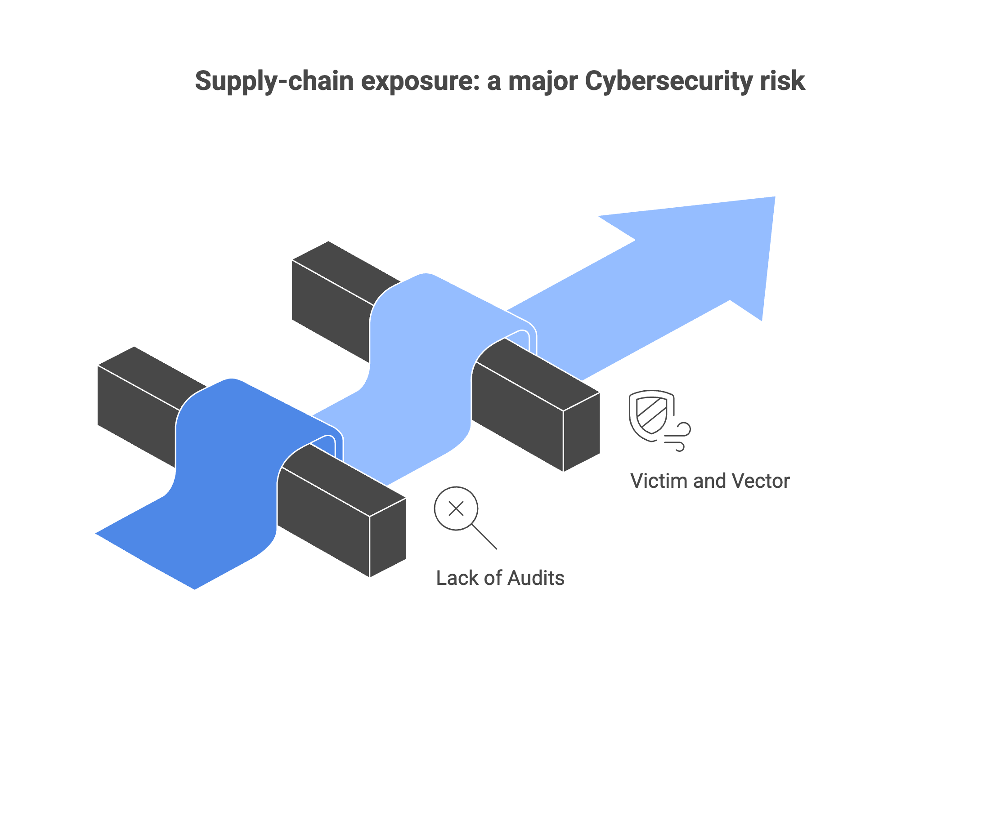 Supply-chain exposure: a major Cybersecurity risk
Victim and Vector
Lack of Audits